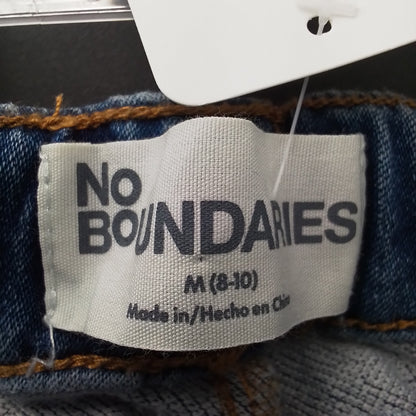 No
BOUNDARIES
M (8-10)
Made in/Hecho en China